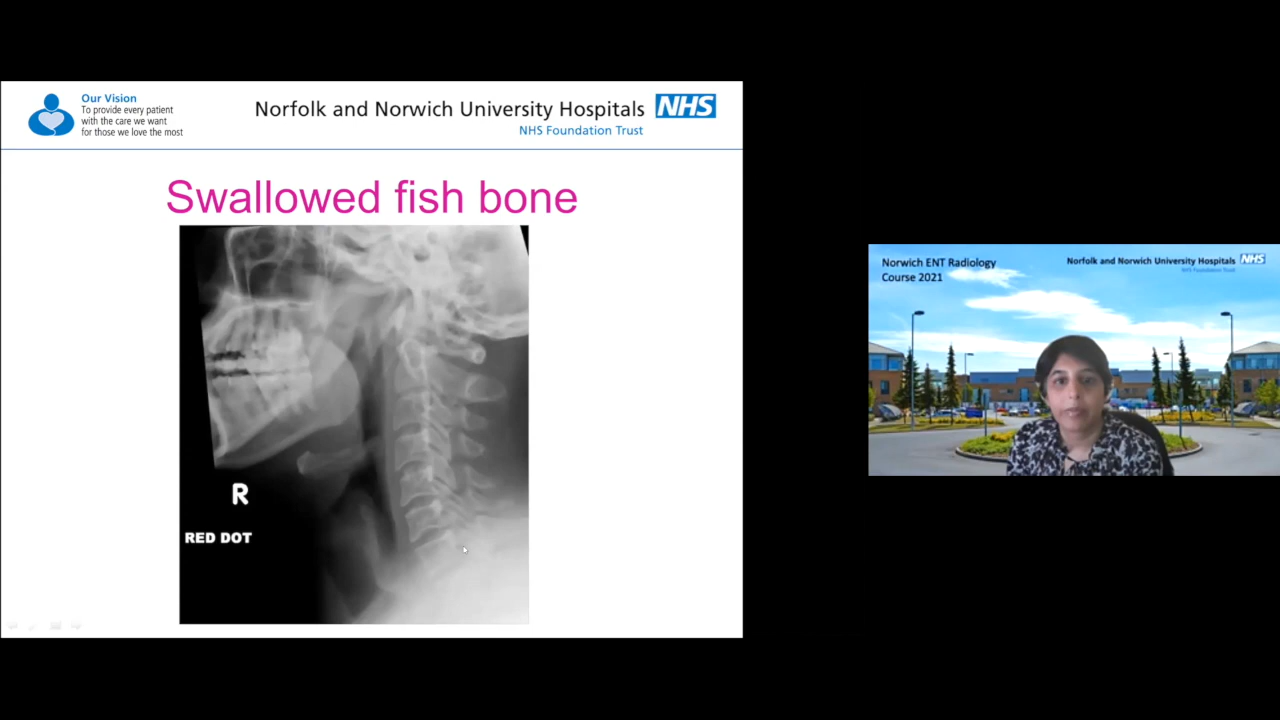 Our Vision
To provide every patient
with the care we want
for those we love the most
Norfolk and Norwich University Hospitals NHS
NHS Foundation Trust
Swallowed fish bone
R
RED DOT
Norwich ENT Radiology
Course 2021
Norfolk and Norwich University Hospitals NHS
NHS Foundation Trust